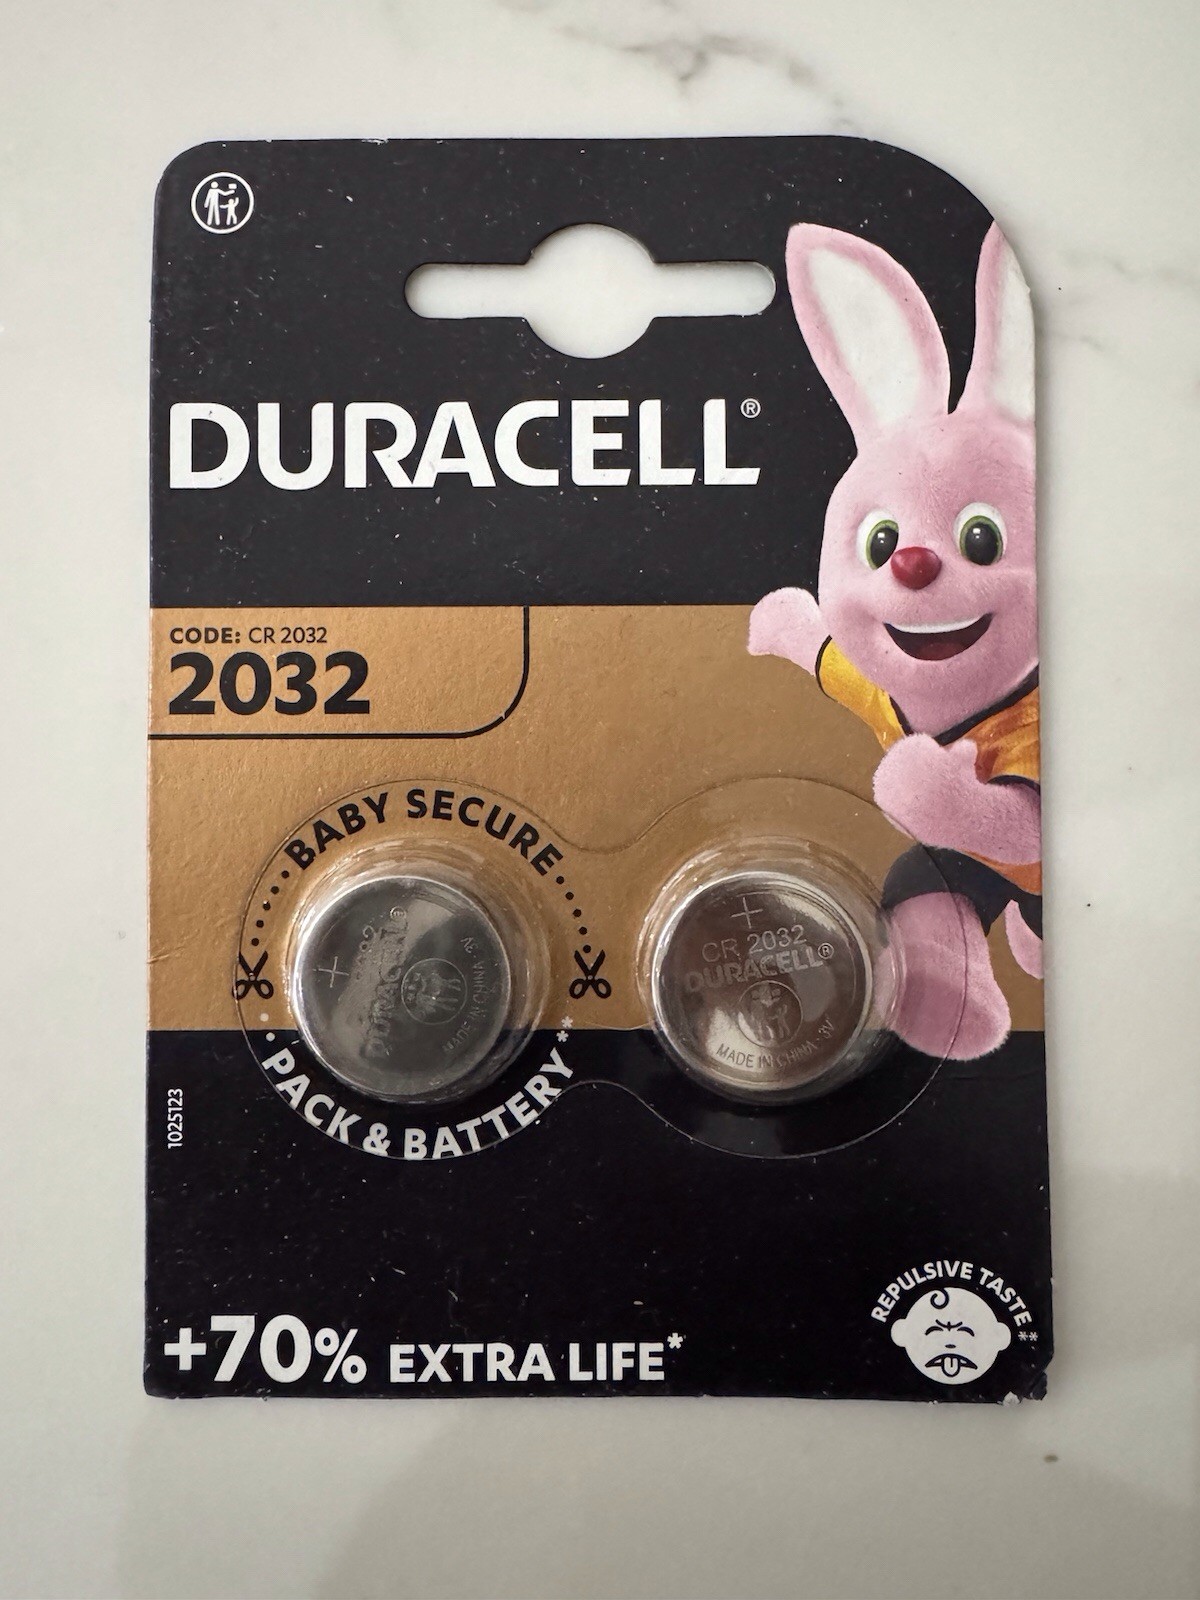 DURACELL®
CODE: CR 2032
2032
BABY SECURE
PACK & BATTERY**
+
2032
DURACELL®
MADE IN CHINA · 3V
+
CR 2032
DURACELL®
MADE IN CHINA · 3V
1025123
REPULSIVE TASTE**
+70% EXTRA LIFE*